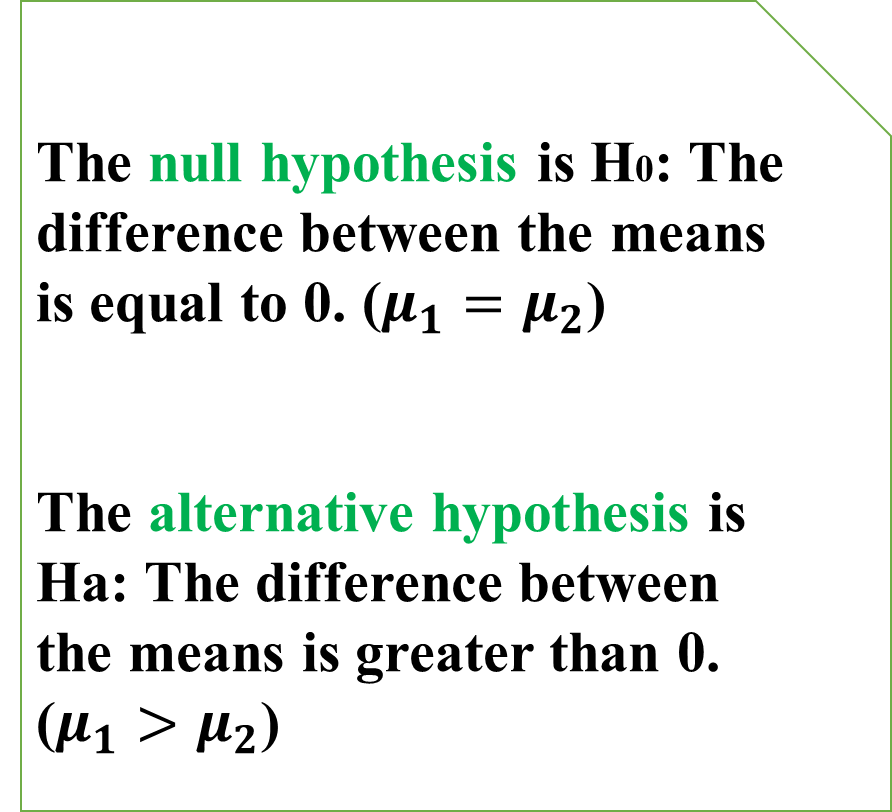 The null hypothesis is H0: The
difference between the means
is equal to 0. (𝝁₁ = 𝝁₂)
The alternative hypothesis is
Ha: The difference between
the means is greater than 0.
(𝝁₁ > 𝝁₂)